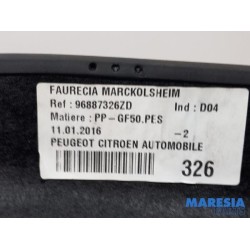 FAURECIA MARCKOLSHEIM
Ref : 96887326ZD Ind : D04
Matiere : PP-GF50.PES
11.01.2016 -2
PEUGEOT CITROEN AUTOMOBILE
326
MARESIA